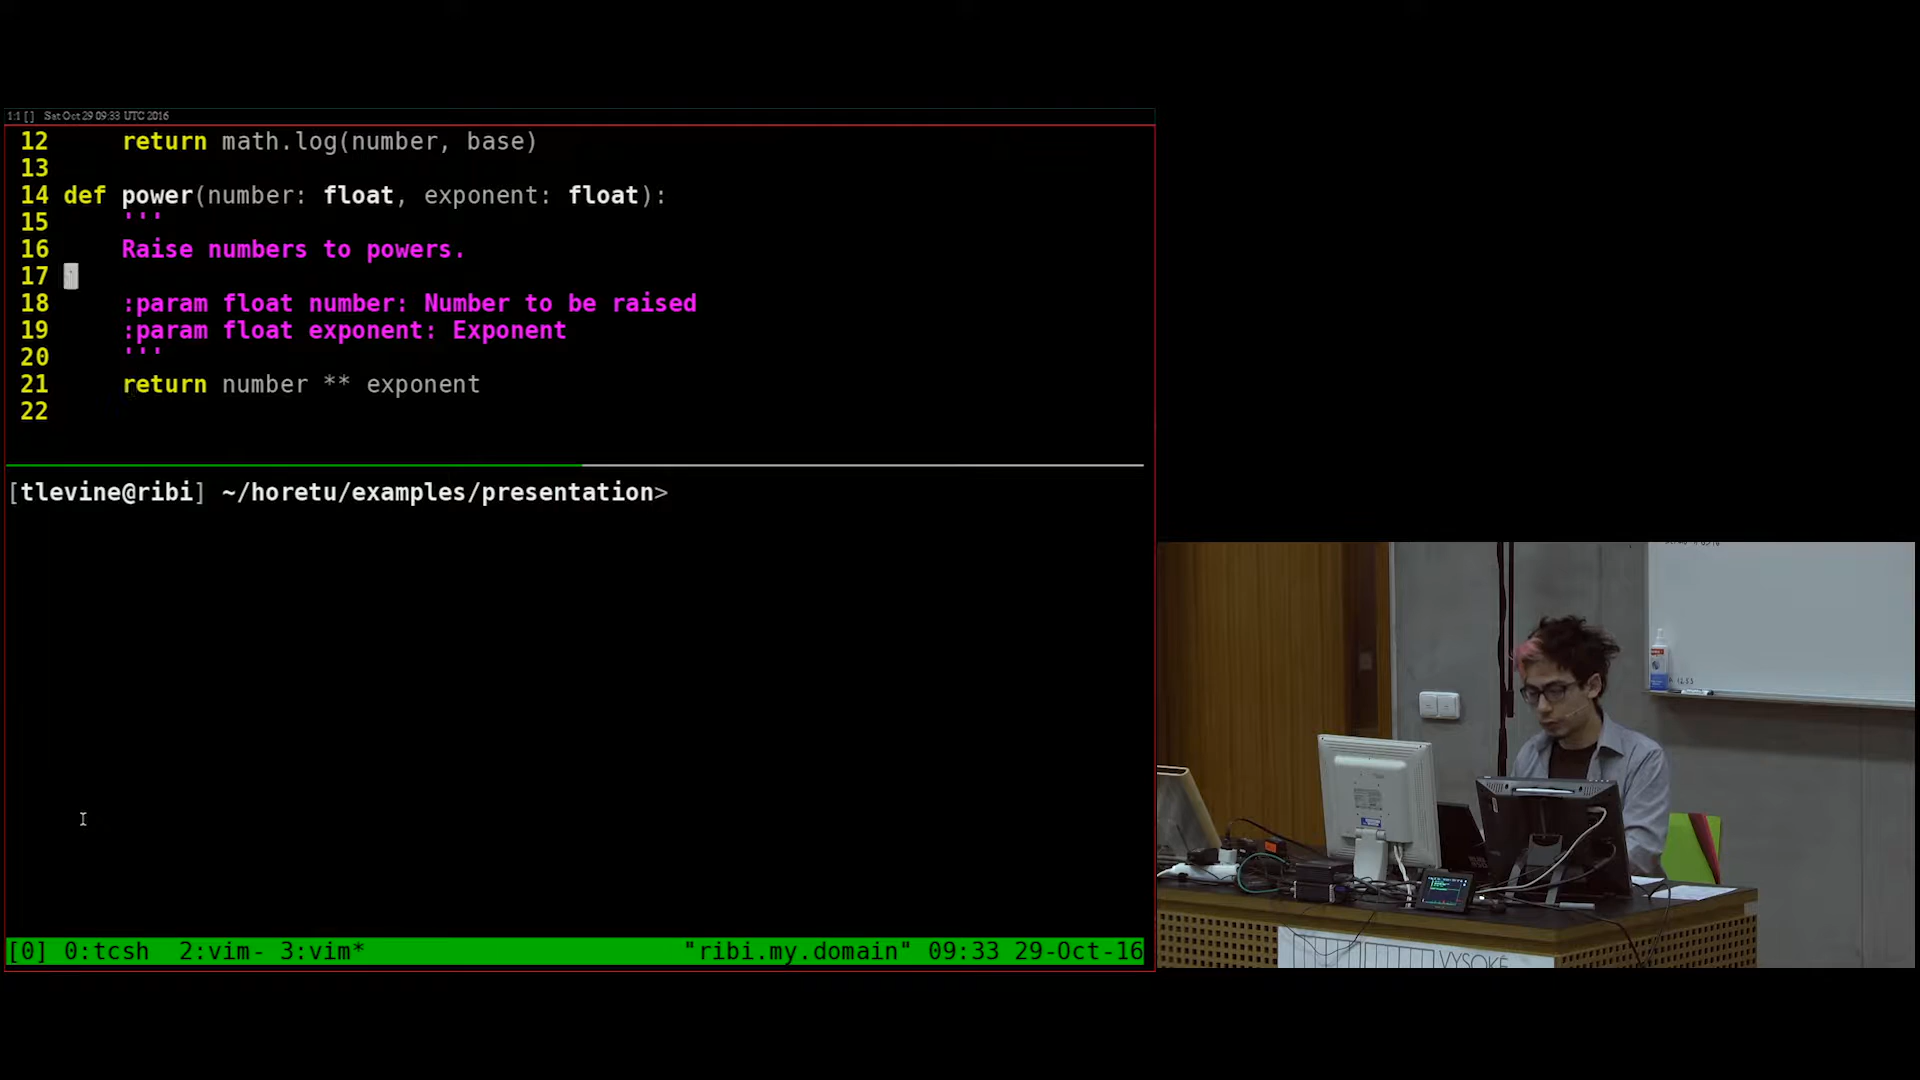 1:1 [ ] Sat Oct 29 09:33 UTC 2016
12 return math.log(number, base)
13
14 def power(number: float, exponent: float):
15 '''
16 Raise numbers to powers.
17
18 :param float number: Number to be raised
19 :param float exponent: Exponent
20 '''
21 return number ** exponent
22
[tlevine@ribi] ~/horetu/examples/presentation>
[0] 0:tcsh 2:vim- 3:vim* "ribi.my.domain" 09:33 29-Oct-16
VYSOKÉ